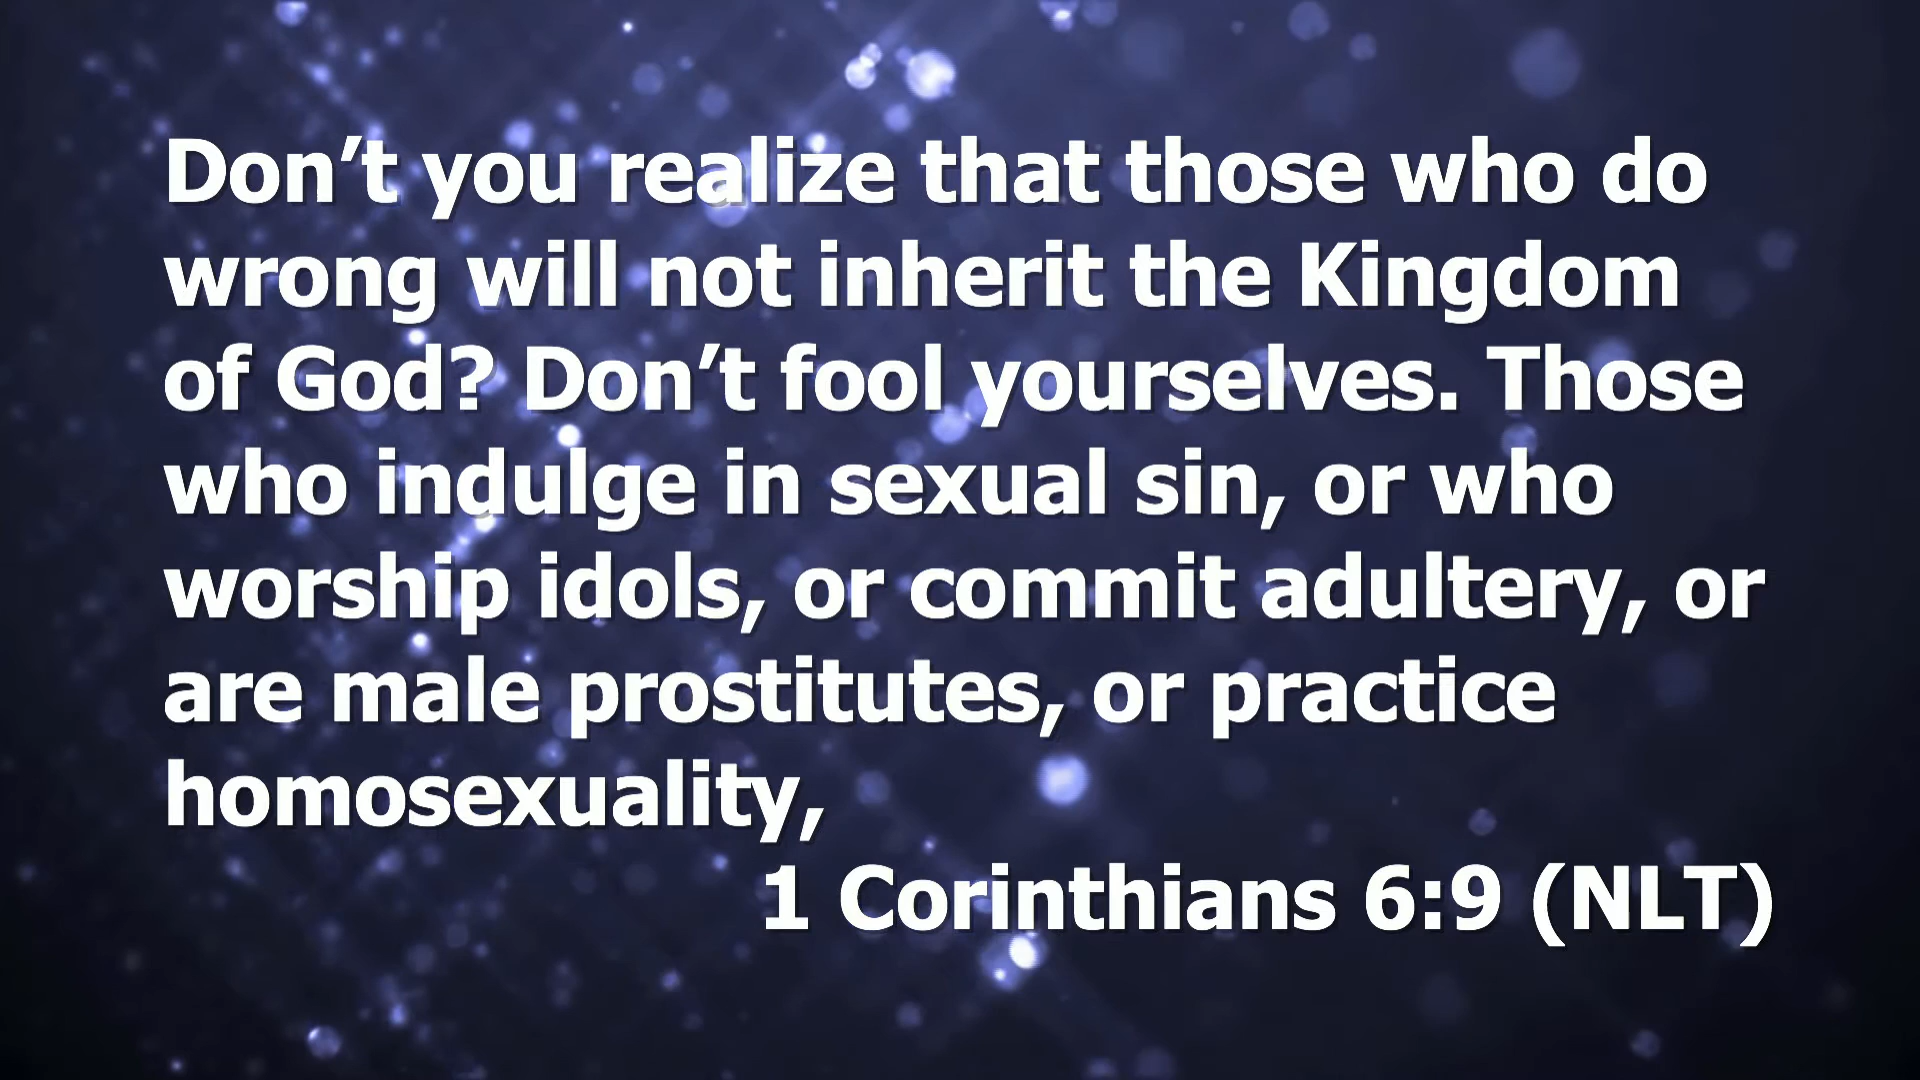 Don’t you realize that those who do
wrong will not inherit the Kingdom
of God? Don’t fool yourselves. Those
who indulge in sexual sin, or who
worship idols, or commit adultery, or
are male prostitutes, or practice
homosexuality,
1 Corinthians 6:9 (NLT)